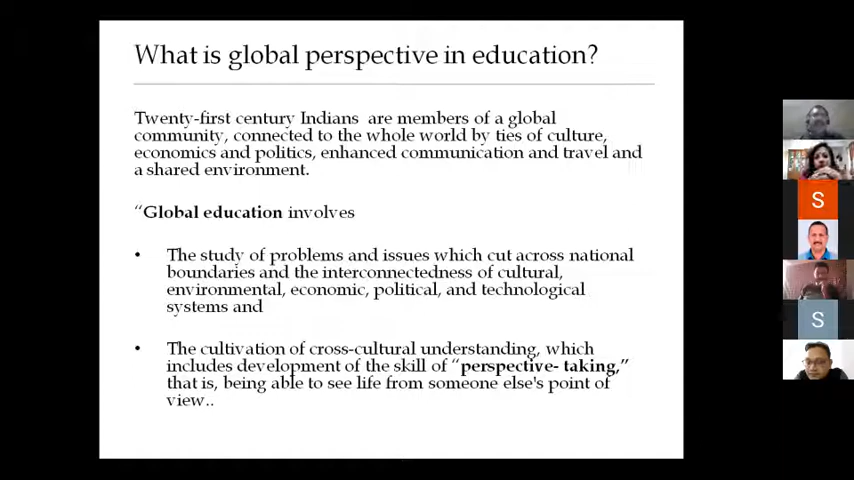 What is global perspective in education?
Twenty-first century Indians are members of a global
community, connected to the whole world by ties of culture,
economics and politics, enhanced communication and travel and
a shared environment.
“Global education involves
• The study of problems and issues which cut across national
boundaries and the interconnectedness of cultural,
environmental, economic, political, and technological
systems and
• The cultivation of cross-cultural understanding, which
includes development of the skill of “perspective- taking,”
that is, being able to see life from someone else's point of
view..
S
S